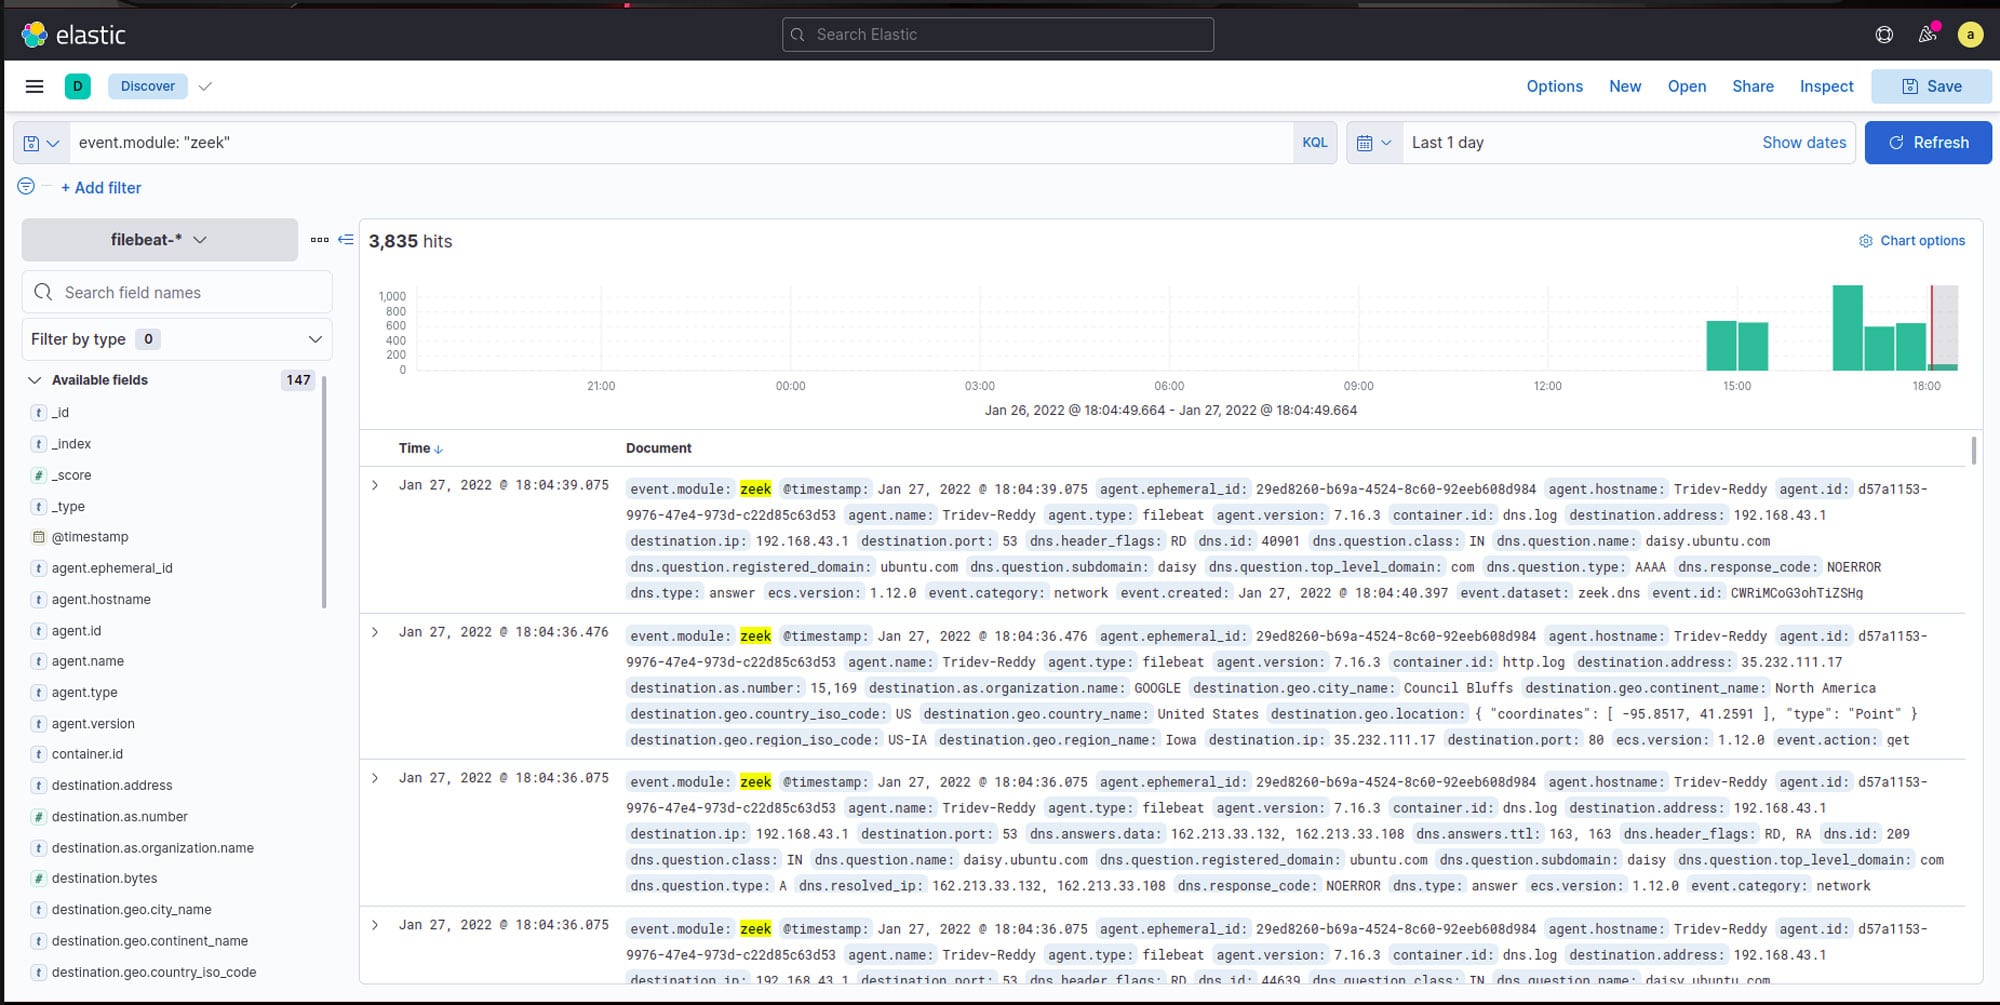 elastic
Search Elastic
a
D
Discover
Options New Open Share Inspect Save
event.module: "zeek"
KQL
Last 1 day
Show dates
Refresh
+ Add filter
filebeat-*
Search field names
Filter by type 0
Available fields 147
t _id
t _index
# _score
t _type
@timestamp
t agent.ephemeral_id
t agent.hostname
t agent.id
t agent.name
t agent.type
t agent.version
t container.id
t destination.address
# destination.as.number
t destination.as.organization.name
# destination.bytes
t destination.geo.city_name
t destination.geo.continent_name
t destination.geo.country_iso_code
3,835 hits
Chart options
1,000
800
600
400
200
0
21:00 00:00 03:00 06:00 09:00 12:00 15:00 18:00
Jan 26, 2022 @ 18:04:49.664 - Jan 27, 2022 @ 18:04:49.664
Time Document
Jan 27, 2022 @ 18:04:39.075
event.module: zeek @timestamp: Jan 27, 2022 @ 18:04:39.075 agent.ephemeral_id: 29ed8260-b69a-4524-8c60-92eeb608d984 agent.hostname: Tridev-Reddy agent.id: d57a1153-
9976-47e4-973d-c22d85c63d53 agent.name: Tridev-Reddy agent.type: filebeat agent.version: 7.16.3 container.id: dns.log destination.address: 192.168.43.1
destination.ip: 192.168.43.1 destination.port: 53 dns.header_flags: RD dns.id: 40901 dns.question.class: IN dns.question.name: daisy.ubuntu.com
dns.question.registered_domain: ubuntu.com dns.question.subdomain: daisy dns.question.top_level_domain: com dns.question.type: AAAA dns.response_code: NOERROR
dns.type: answer ecs.version: 1.12.0 event.category: network event.created: Jan 27, 2022 @ 18:04:40.397 event.dataset: zeek.dns event.id: CWRiMCoG3ohTiZSHg
Jan 27, 2022 @ 18:04:36.476
event.module: zeek @timestamp: Jan 27, 2022 @ 18:04:36.476 agent.ephemeral_id: 29ed8260-b69a-4524-8c60-92eeb608d984 agent.hostname: Tridev-Reddy agent.id: d57a1153-
9976-47e4-973d-c22d85c63d53 agent.name: Tridev-Reddy agent.type: filebeat agent.version: 7.16.3 container.id: http.log destination.address: 35.232.111.17
destination.as.number: 15,169 destination.as.organization.name: GOOGLE destination.geo.city_name: Council Bluffs destination.geo.continent_name: North America
destination.geo.country_iso_code: US destination.geo.country_name: United States destination.geo.location: { "coordinates": [ -95.8517, 41.2591 ], "type": "Point" }
destination.geo.region_iso_code: US-IA destination.geo.region_name: Iowa destination.ip: 35.232.111.17 destination.port: 80 ecs.version: 1.12.0 event.action: get
Jan 27, 2022 @ 18:04:36.075
event.module: zeek @timestamp: Jan 27, 2022 @ 18:04:36.075 agent.ephemeral_id: 29ed8260-b69a-4524-8c60-92eeb608d984 agent.hostname: Tridev-Reddy agent.id: d57a1153-
9976-47e4-973d-c22d85c63d53 agent.name: Tridev-Reddy agent.type: filebeat agent.version: 7.16.3 container.id: dns.log destination.address: 192.168.43.1
destination.ip: 192.168.43.1 destination.port: 53 dns.answers.data: 162.213.33.132, 162.213.33.108 dns.answers.ttl: 163, 163 dns.header_flags: RD, RA dns.id: 209
dns.question.class: IN dns.question.name: daisy.ubuntu.com dns.question.registered_domain: ubuntu.com dns.question.subdomain: daisy dns.question.top_level_domain: com
dns.question.type: A dns.resolved_ip: 162.213.33.132, 162.213.33.108 dns.response_code: NOERROR dns.type: answer ecs.version: 1.12.0 event.category: network
Jan 27, 2022 @ 18:04:36.075
event.module: zeek @timestamp: Jan 27, 2022 @ 18:04:36.075 agent.ephemeral_id: 29ed8260-b69a-4524-8c60-92eeb608d984 agent.hostname: Tridev-Reddy agent.id: d57a1153-
9976-47e4-973d-c22d85c63d53 agent.name: Tridev-Reddy agent.type: filebeat agent.version: 7.16.3 container.id: dns.log destination.address: 192.168.43.1
destination.ip: 192.168.43.1 destination.port: 53 dns.header_flags: RD dns.id: 44639 dns.question.class: IN dns.question.name: daisy.ubuntu.com